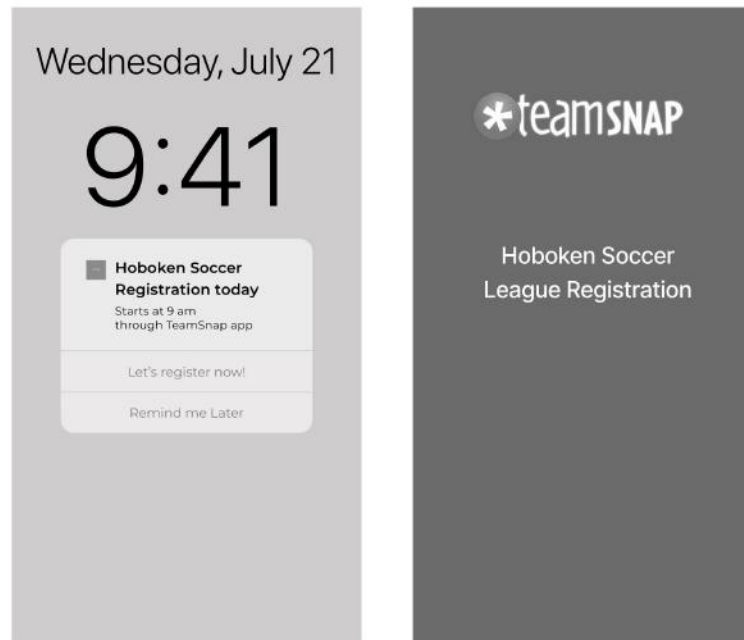 Wednesday, July 21
9:41
Hoboken Soccer
Registration today
Starts at 9 am
through TeamSnap app
Let's register now!
Remind me Later
*teamSNAP
Hoboken Soccer
League Registration